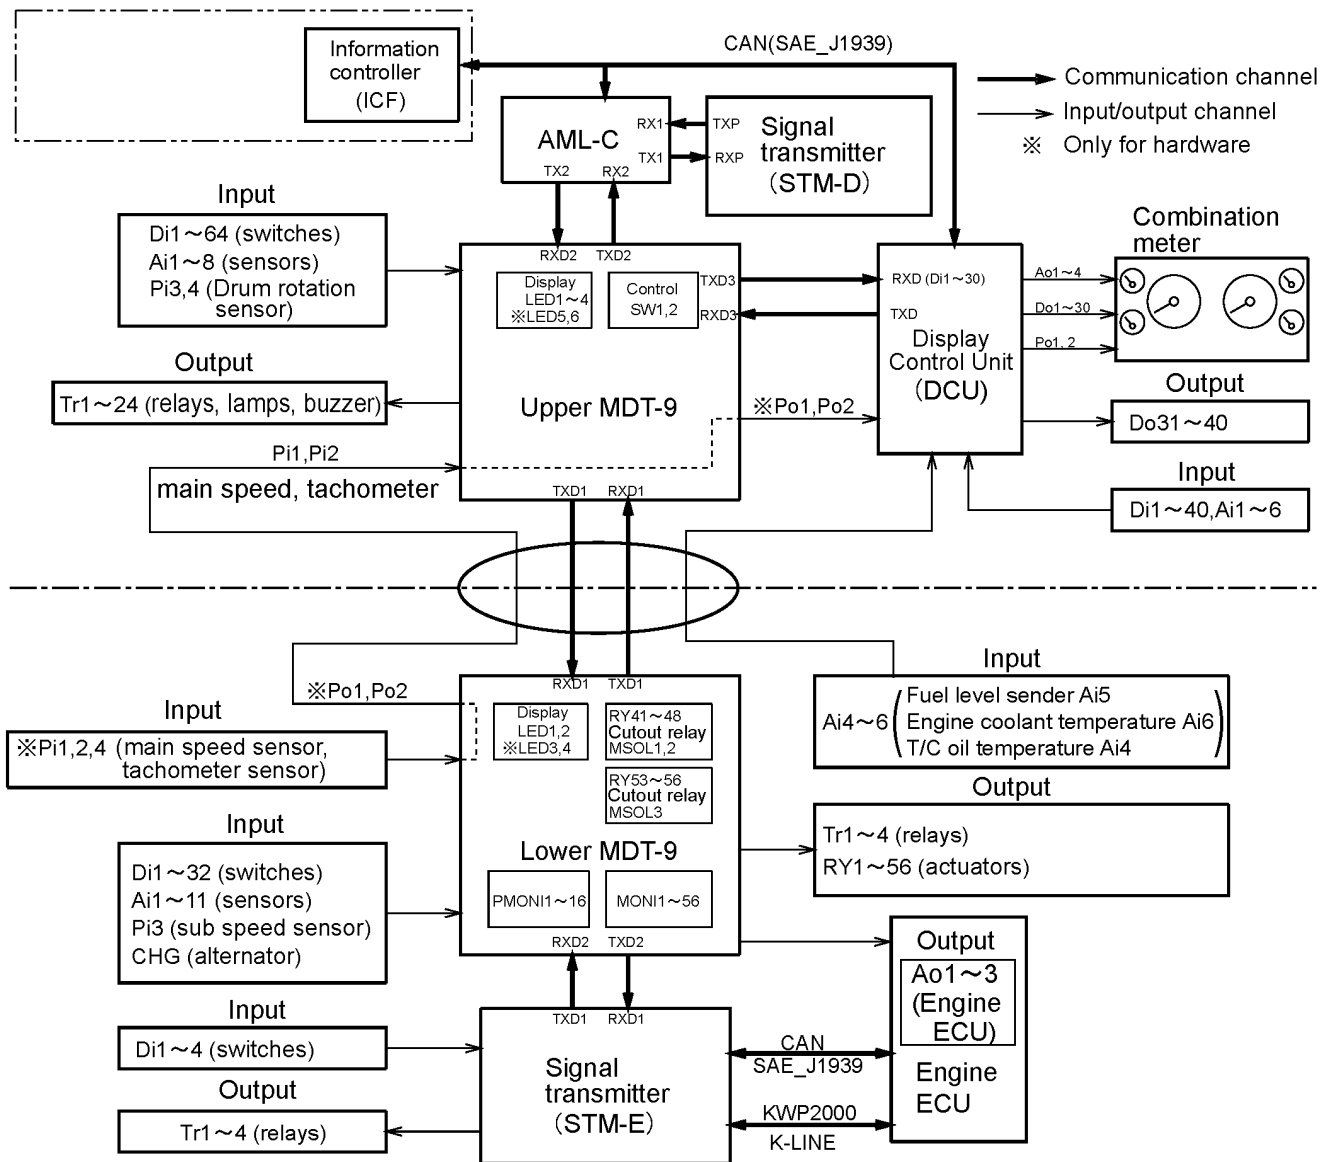 Information
controller
(ICF)
CAN(SAE_J1939)
Communication channel
Input/output channel
※ Only for hardware
AML-C
RX1
TX1
TX2
RX2
TXP
RXP
Signal
transmitter
(STM-D)
Input
Di1～64 (switches)
Ai1～8 (sensors)
Pi3,4 (Drum rotation
sensor)
Output
Tr1～24 (relays, lamps, buzzer)
Pi1,Pi2
main speed, tachometer
RXD2
TXD2
Display
LED1～4
※LED5,6
Control
SW1,2
TXD3
RXD3
Upper MDT-9
TXD1
RXD1
※Po1,Po2
RXD (Di1～30)
TXD
Display
Control Unit
(DCU)
Ao1～4
Do1～30
Po1, 2
Combination
meter
Output
Do31～40
Input
Di1～40,Ai1～6
※Po1,Po2
Input
※Pi1,2,4 (main speed sensor,
tachometer sensor)
Input
Di1～32 (switches)
Ai1～11 (sensors)
Pi3 (sub speed sensor)
CHG (alternator)
RXD1
TXD1
Display
LED1,2
※LED3,4
RY41～48
Cutout relay
MSOL1,2
RY53～56
Cutout relay
MSOL3
Lower MDT-9
PMONI1～16
MONI1～56
RXD2
TXD2
Input
Ai4～6
Fuel level sender Ai5
Engine coolant temperature Ai6
T/C oil temperature Ai4
Output
Tr1～4 (relays)
RY1～56 (actuators)
Input
Di1～4 (switches)
Output
Tr1～4 (relays)
TXD1
RXD1
Signal
transmitter
(STM-E)
CAN
SAE_J1939
KWP2000
K-LINE
Output
Ao1～3
(Engine
ECU)
Engine
ECU